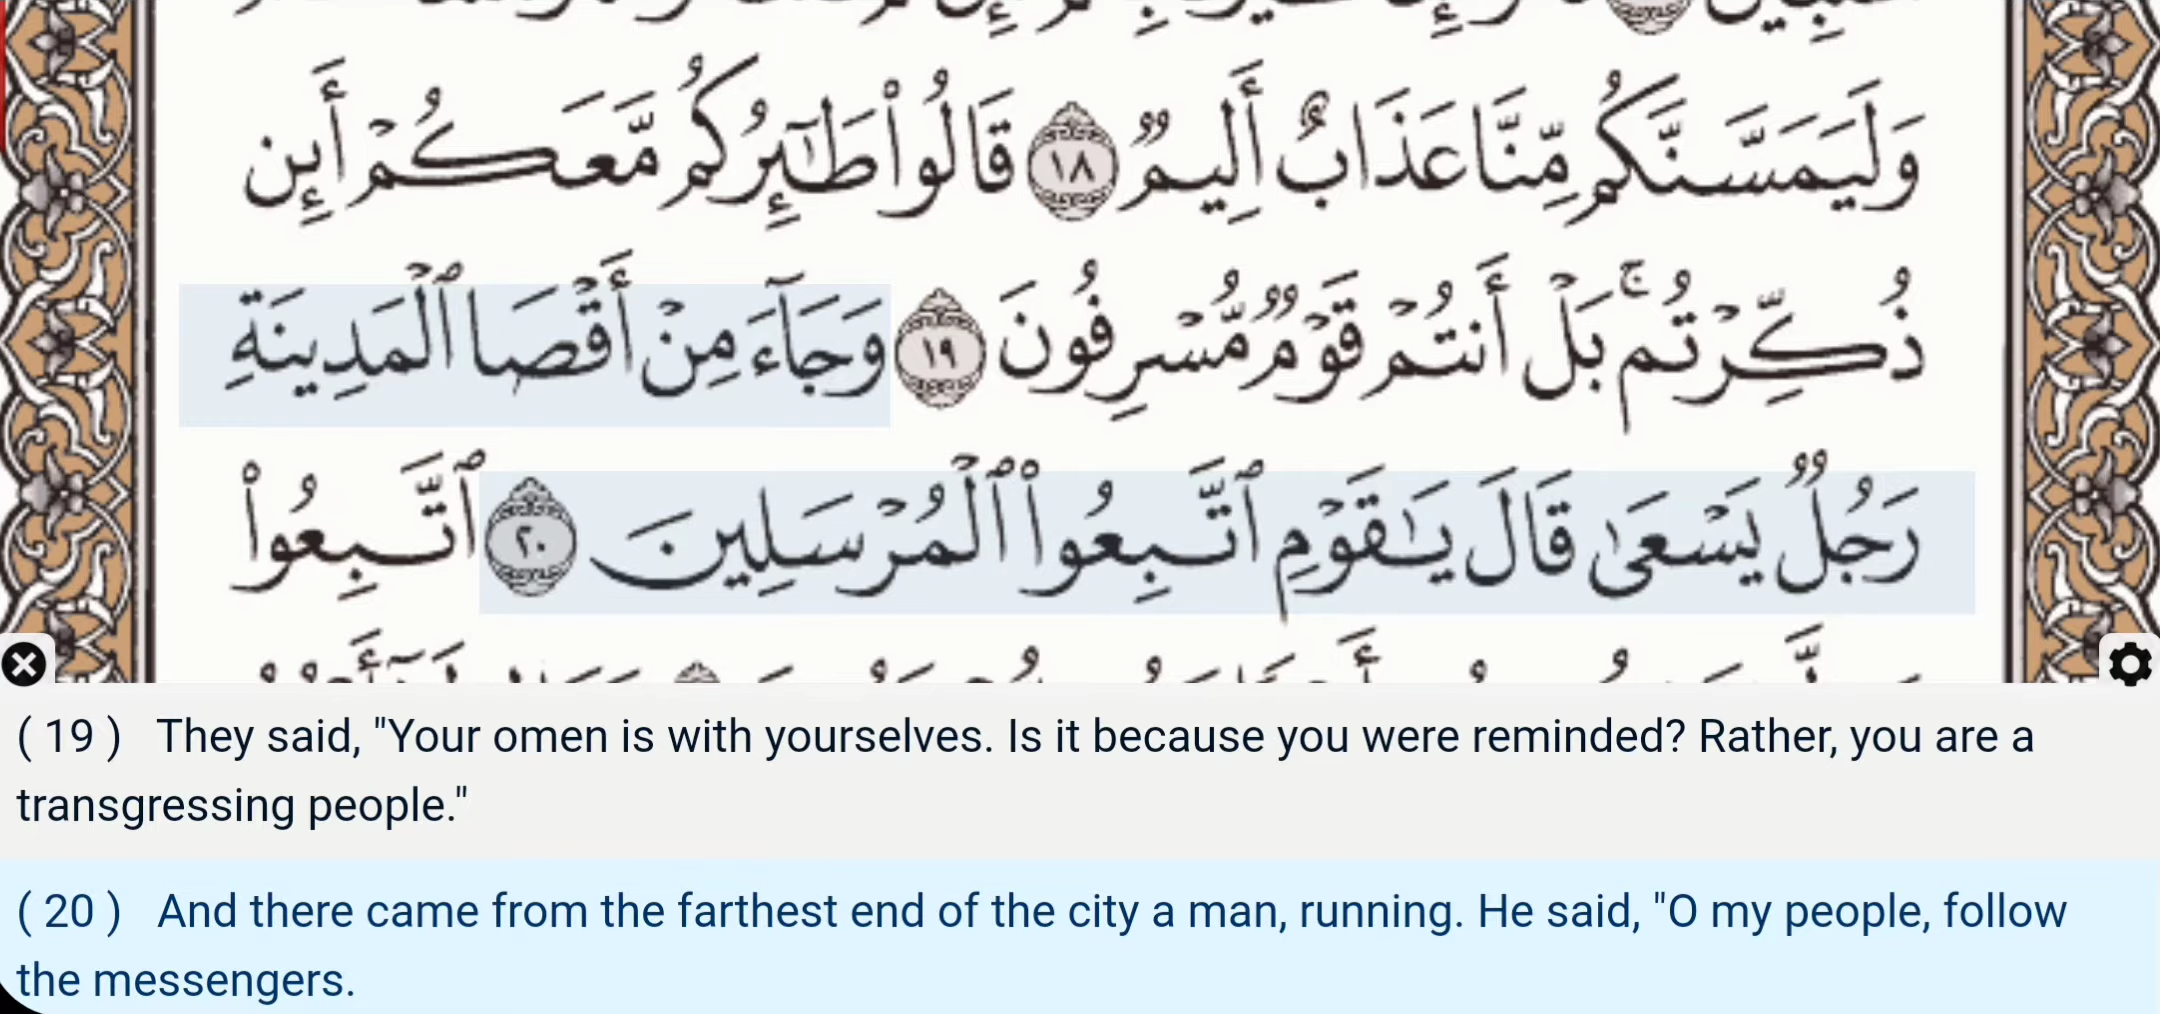 وَلَيَمَسَّنَّكُم مِّنَّا عَذَابٌ أَلِيمٌ ١٨ قَالُوا۟ طَـٰٓئِرُكُم مَّعَكُمْ أَئِن
ذُكِّرْتُم ۚ بَلْ أَنتُمْ قَوْمٌ مُّسْرِفُونَ ١٩ وَجَآءَ مِنْ أَقْصَا ٱلْمَدِينَةِ
رَجُلٌ يَسْعَىٰ قَالَ يَـٰقَوْمِ ٱتَّبِعُوا۟ ٱلْمُرْسَلِينَ ٢٠ ٱتَّبِعُوا۟
( 19 ) They said, "Your omen is with yourselves. Is it because you were reminded? Rather, you are a
transgressing people."
( 20 ) And there came from the farthest end of the city a man, running. He said, "O my people, follow
the messengers.